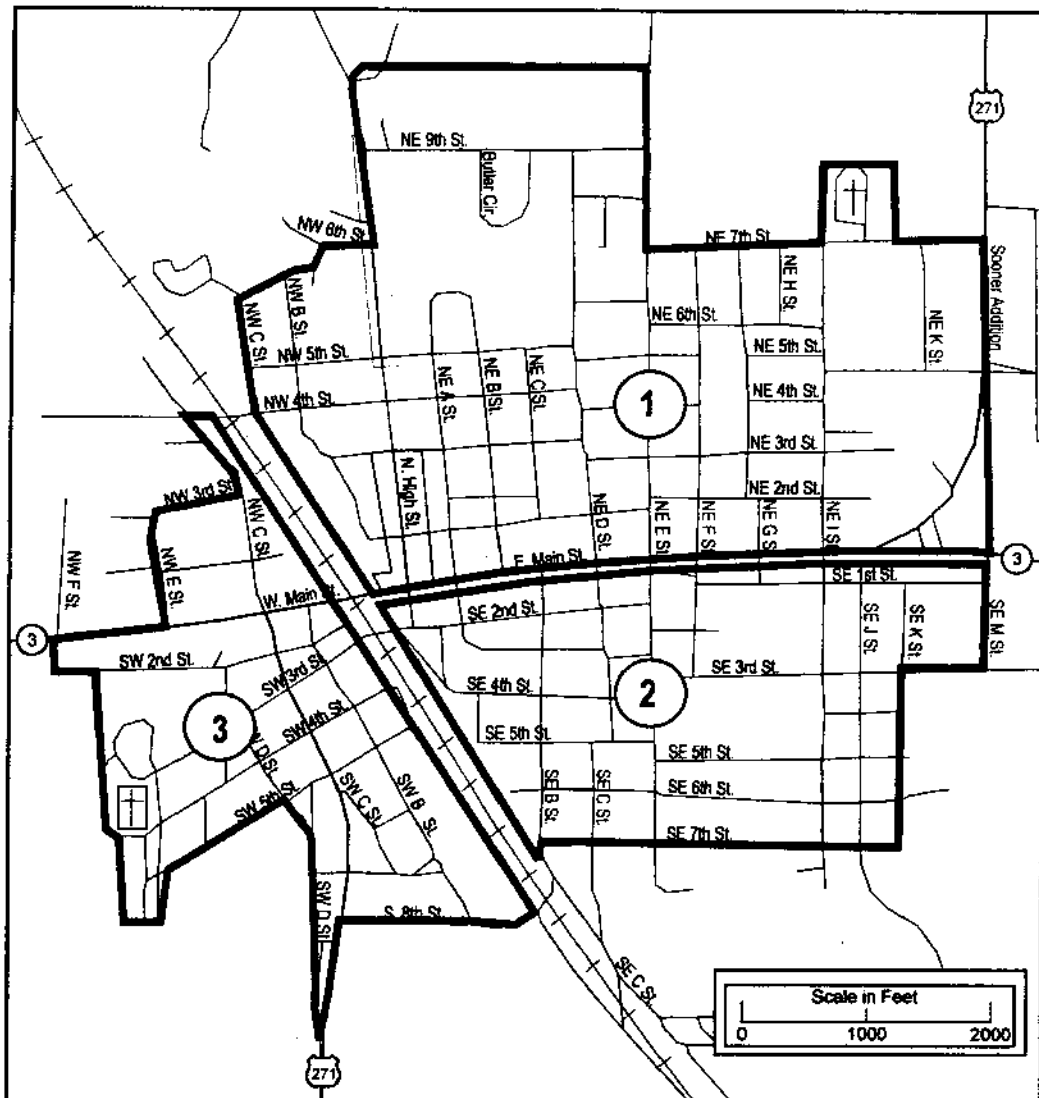 271
NE 9th St.
Butler Cir.
NW 6th St.
NE 7th St.
Sooner Addition
NE H St.
NW B St.
NW C St.
NE 6th St.
NE K St.
NW 5th St.
NE 5th St.
NE A St.
NE B St.
NE C St.
NW 4th St.
NE 4th St.
1
NE 3rd St.
N. High St.
NW 3rd St.
NE 2nd St.
NW C St.
NE D St.
NE E St.
NE F St.
NE G St.
NE I St.
NW F St.
NW E St.
E. Main St.
3
SE 1st St.
W. Main St.
SE 2nd St.
SE J St.
SE K St.
SE M St.
3
SW 2nd St.
SW 3rd St.
SE 3rd St.
SE 4th St.
2
3
SW 4th St.
SE 5th St.
SE 5th St.
W D St.
SW 5th St.
SW C St.
SW B St.
SE B St.
SE C St.
SE 6th St.
SE 7th St.
SW D St.
S. 8th St.
SE C St.
Scale in Feet
0 1000 2000
271